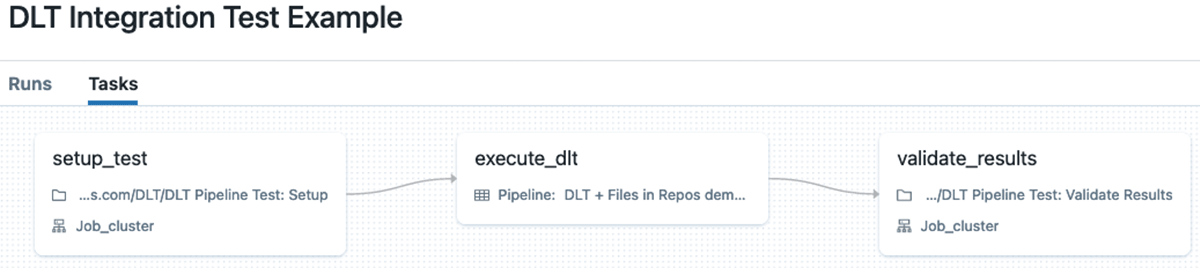 DLT Integration Test Example
Runs Tasks
setup_test
...s.com/DLT/DLT Pipeline Test: Setup
Job_cluster
execute_dlt
Pipeline: DLT + Files in Repos dem...
validate_results
.../DLT Pipeline Test: Validate Results
Job_cluster